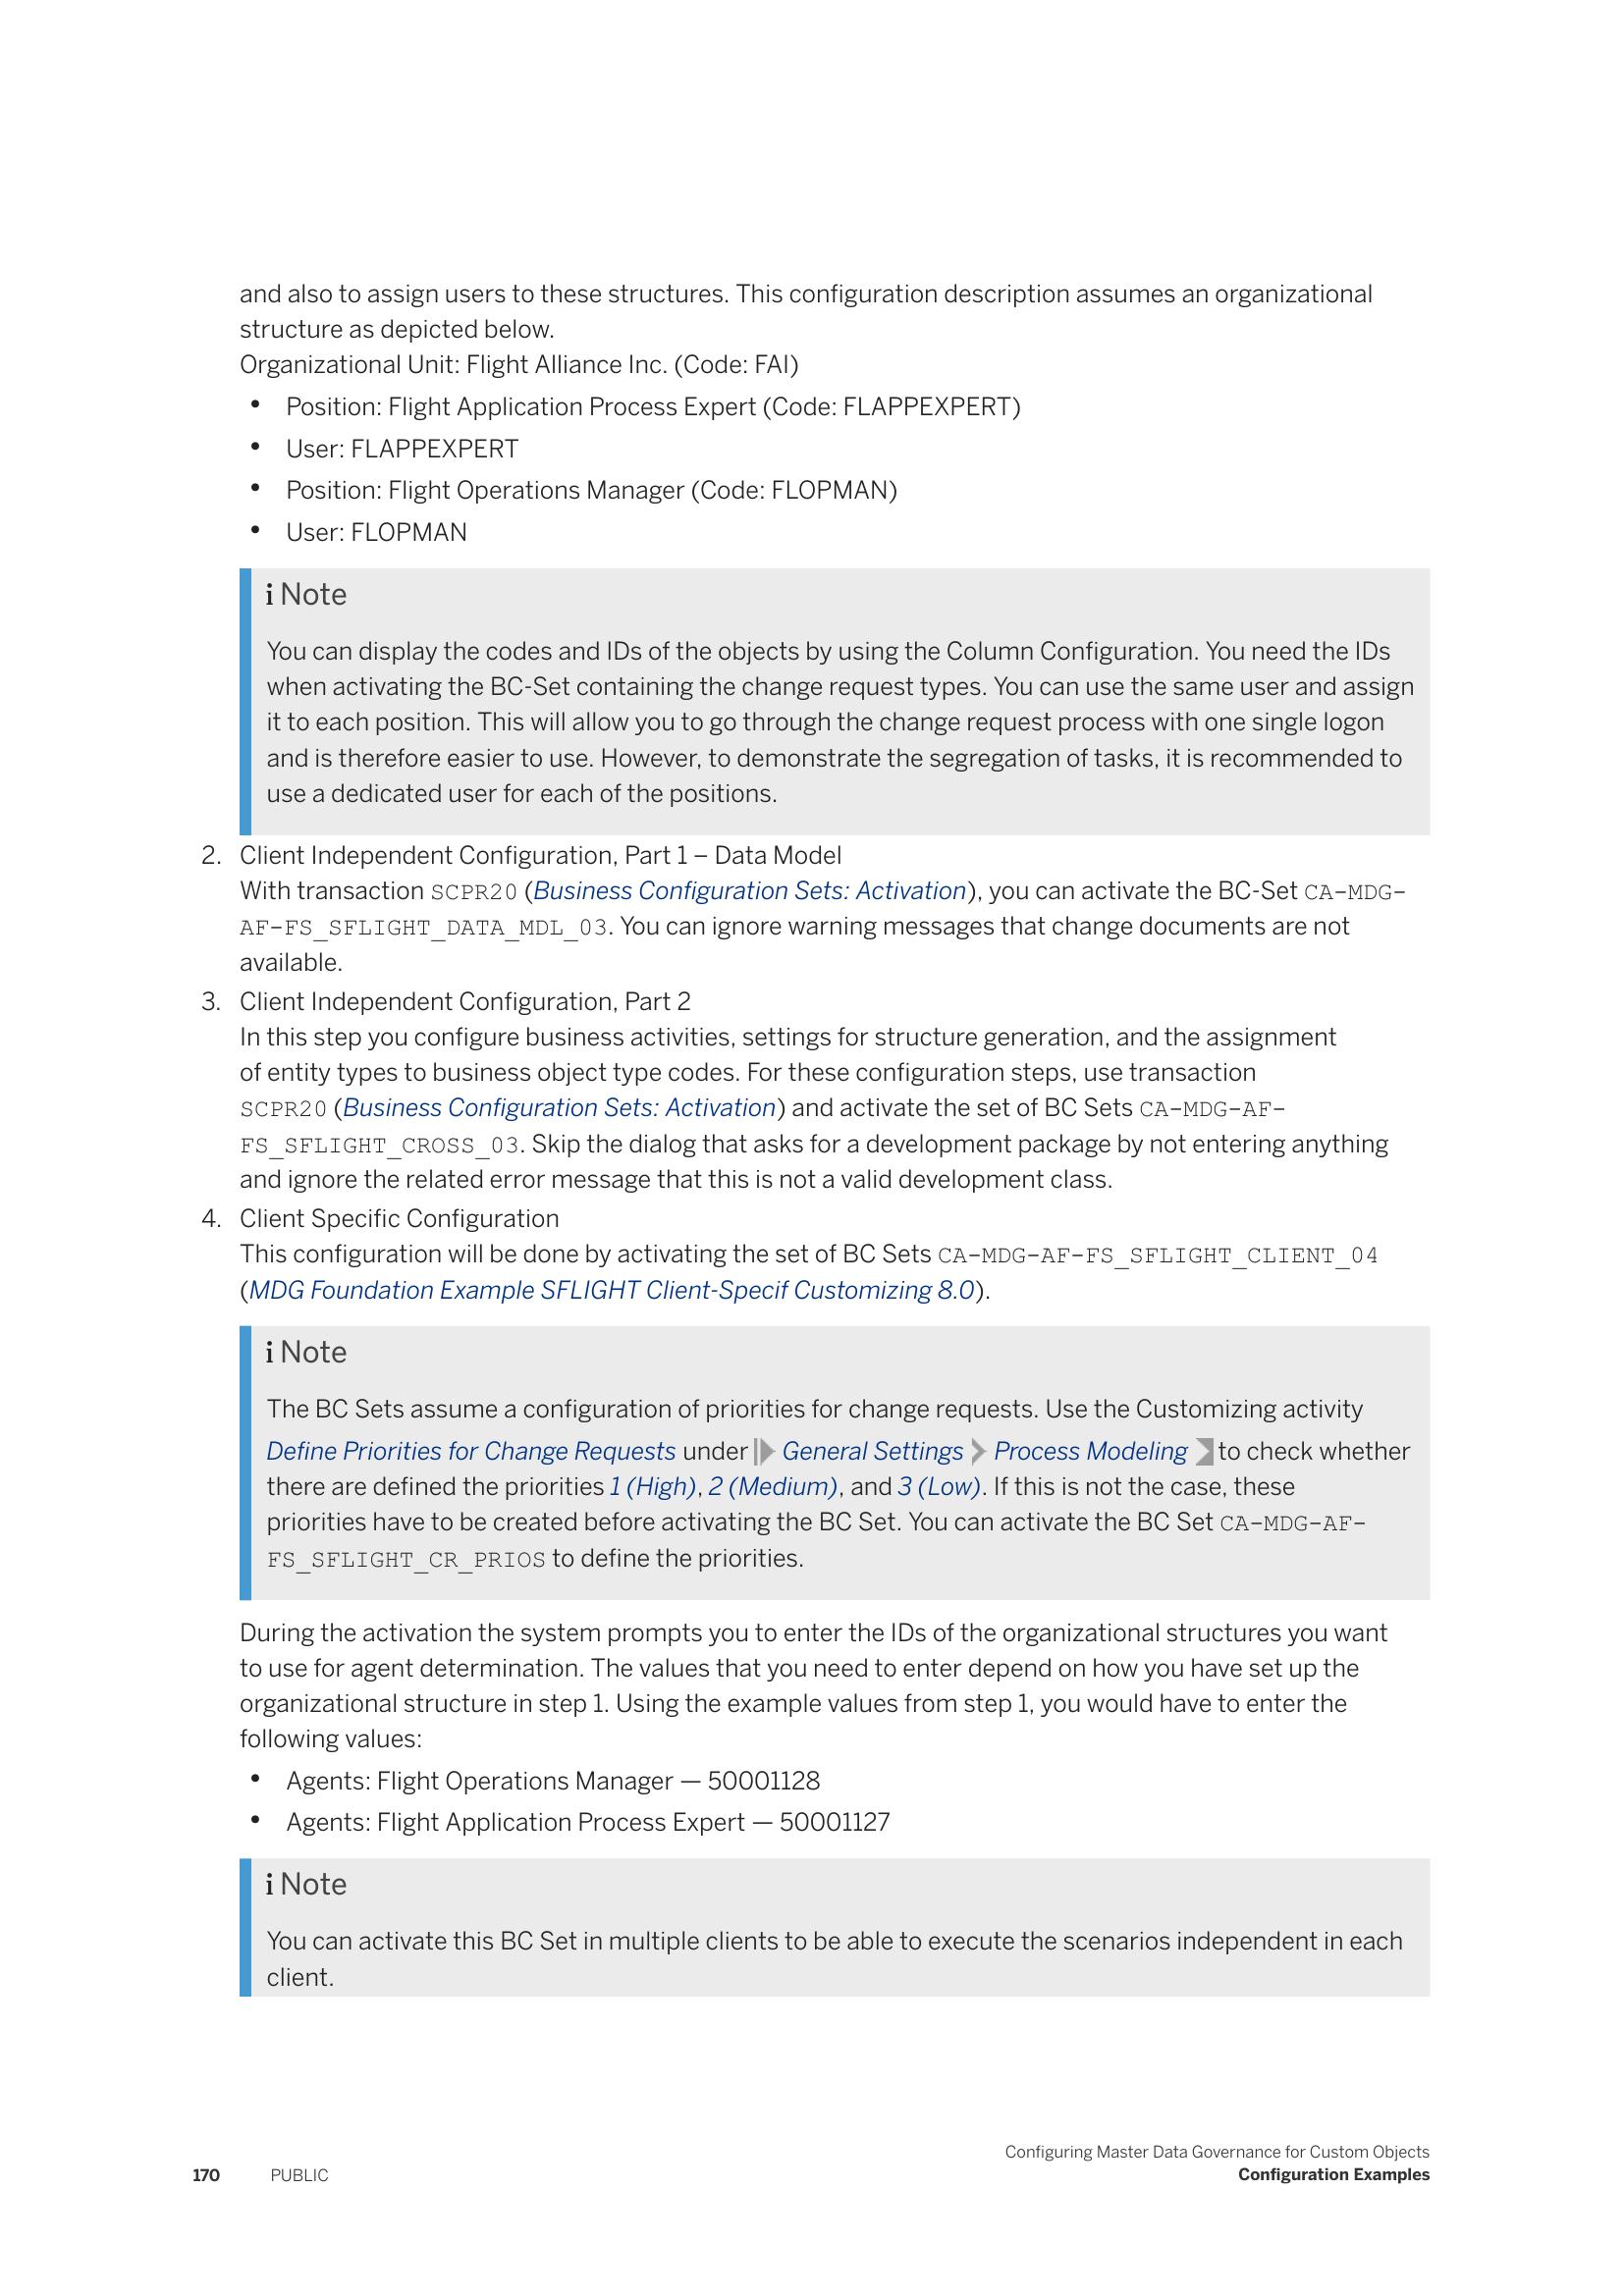 and also to assign users to these structures. This configuration description assumes an organizational
structure as depicted below.
Organizational Unit: Flight Alliance Inc. (Code: FAI)
• Position: Flight Application Process Expert (Code: FLAPPEXPERT)
• User: FLAPPEXPERT
• Position: Flight Operations Manager (Code: FLOPMAN)
• User: FLOPMAN
i Note
You can display the codes and IDs of the objects by using the Column Configuration. You need the IDs
when activating the BC-Set containing the change request types. You can use the same user and assign
it to each position. This will allow you to go through the change request process with one single logon
and is therefore easier to use. However, to demonstrate the segregation of tasks, it is recommended to
use a dedicated user for each of the positions.
2. Client Independent Configuration, Part 1 – Data Model
With transaction SCPR20 (Business Configuration Sets: Activation), you can activate the BC-Set CA-MDG-
AF-FS_SFLIGHT_DATA_MDL_03. You can ignore warning messages that change documents are not
available.
3. Client Independent Configuration, Part 2
In this step you configure business activities, settings for structure generation, and the assignment
of entity types to business object type codes. For these configuration steps, use transaction
SCPR20 (Business Configuration Sets: Activation) and activate the set of BC Sets CA-MDG-AF-
FS_SFLIGHT_CROSS_03. Skip the dialog that asks for a development package by not entering anything
and ignore the related error message that this is not a valid development class.
4. Client Specific Configuration
This configuration will be done by activating the set of BC Sets CA-MDG-AF-FS_SFLIGHT_CLIENT_04
(MDG Foundation Example SFLIGHT Client-Specif Customizing 8.0).
i Note
The BC Sets assume a configuration of priorities for change requests. Use the Customizing activity
Define Priorities for Change Requests under General Settings Process Modeling to check whether
there are defined the priorities 1 (High), 2 (Medium), and 3 (Low). If this is not the case, these
priorities have to be created before activating the BC Set. You can activate the BC Set CA-MDG-AF-
FS_SFLIGHT_CR_PRIOS to define the priorities.
During the activation the system prompts you to enter the IDs of the organizational structures you want
to use for agent determination. The values that you need to enter depend on how you have set up the
organizational structure in step 1. Using the example values from step 1, you would have to enter the
following values:
• Agents: Flight Operations Manager — 50001128
• Agents: Flight Application Process Expert — 50001127
i Note
You can activate this BC Set in multiple clients to be able to execute the scenarios independent in each
client.
Configuring Master Data Governance for Custom Objects
170 PUBLIC Configuration Examples